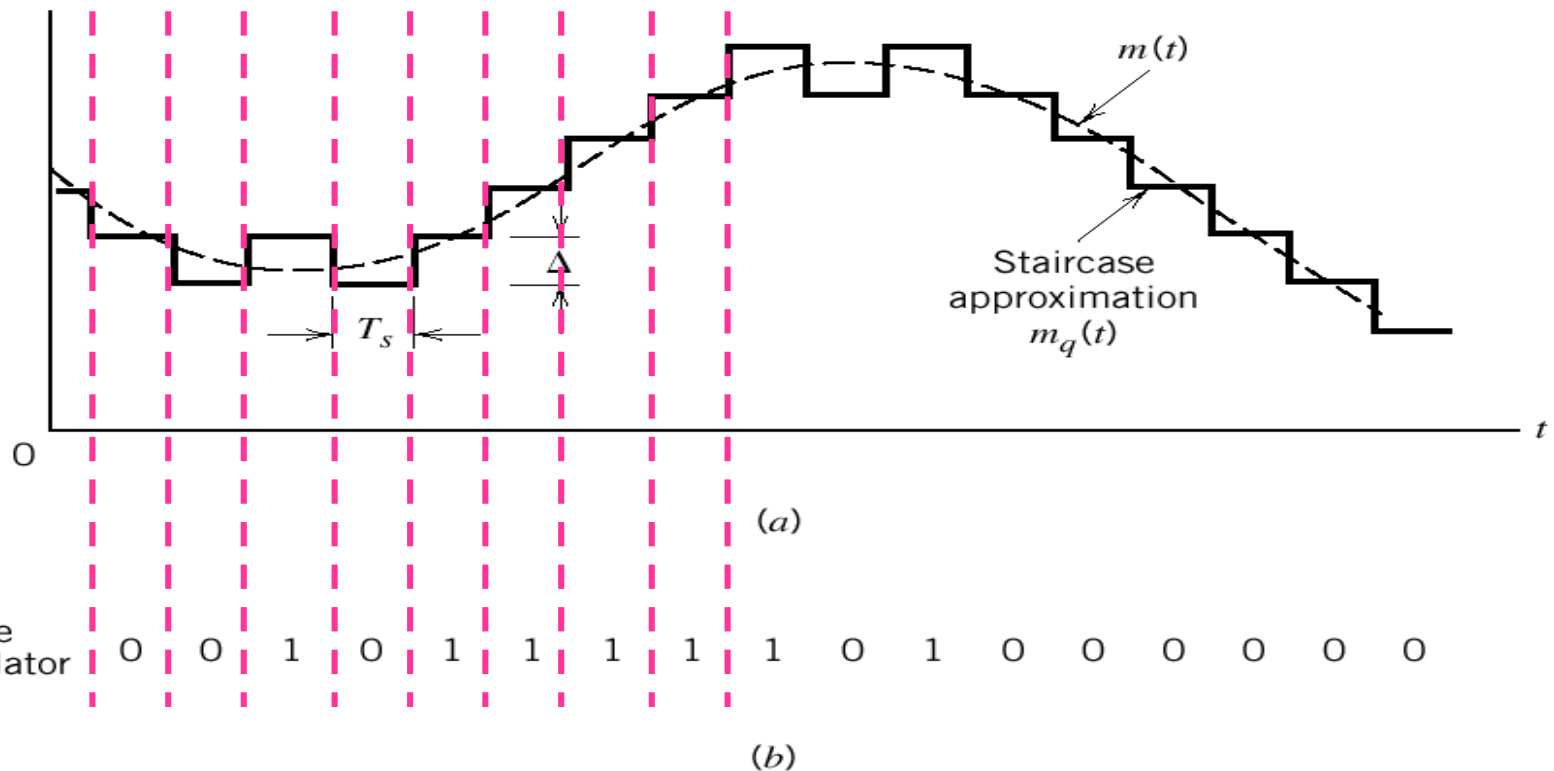 m(t)
Δ
Staircase
approximation
m_q(t)
T_s
t
0
(a)
0 0 1 0 1 1 1 1 1 0 1 0 0 0 0 0 0
(b)